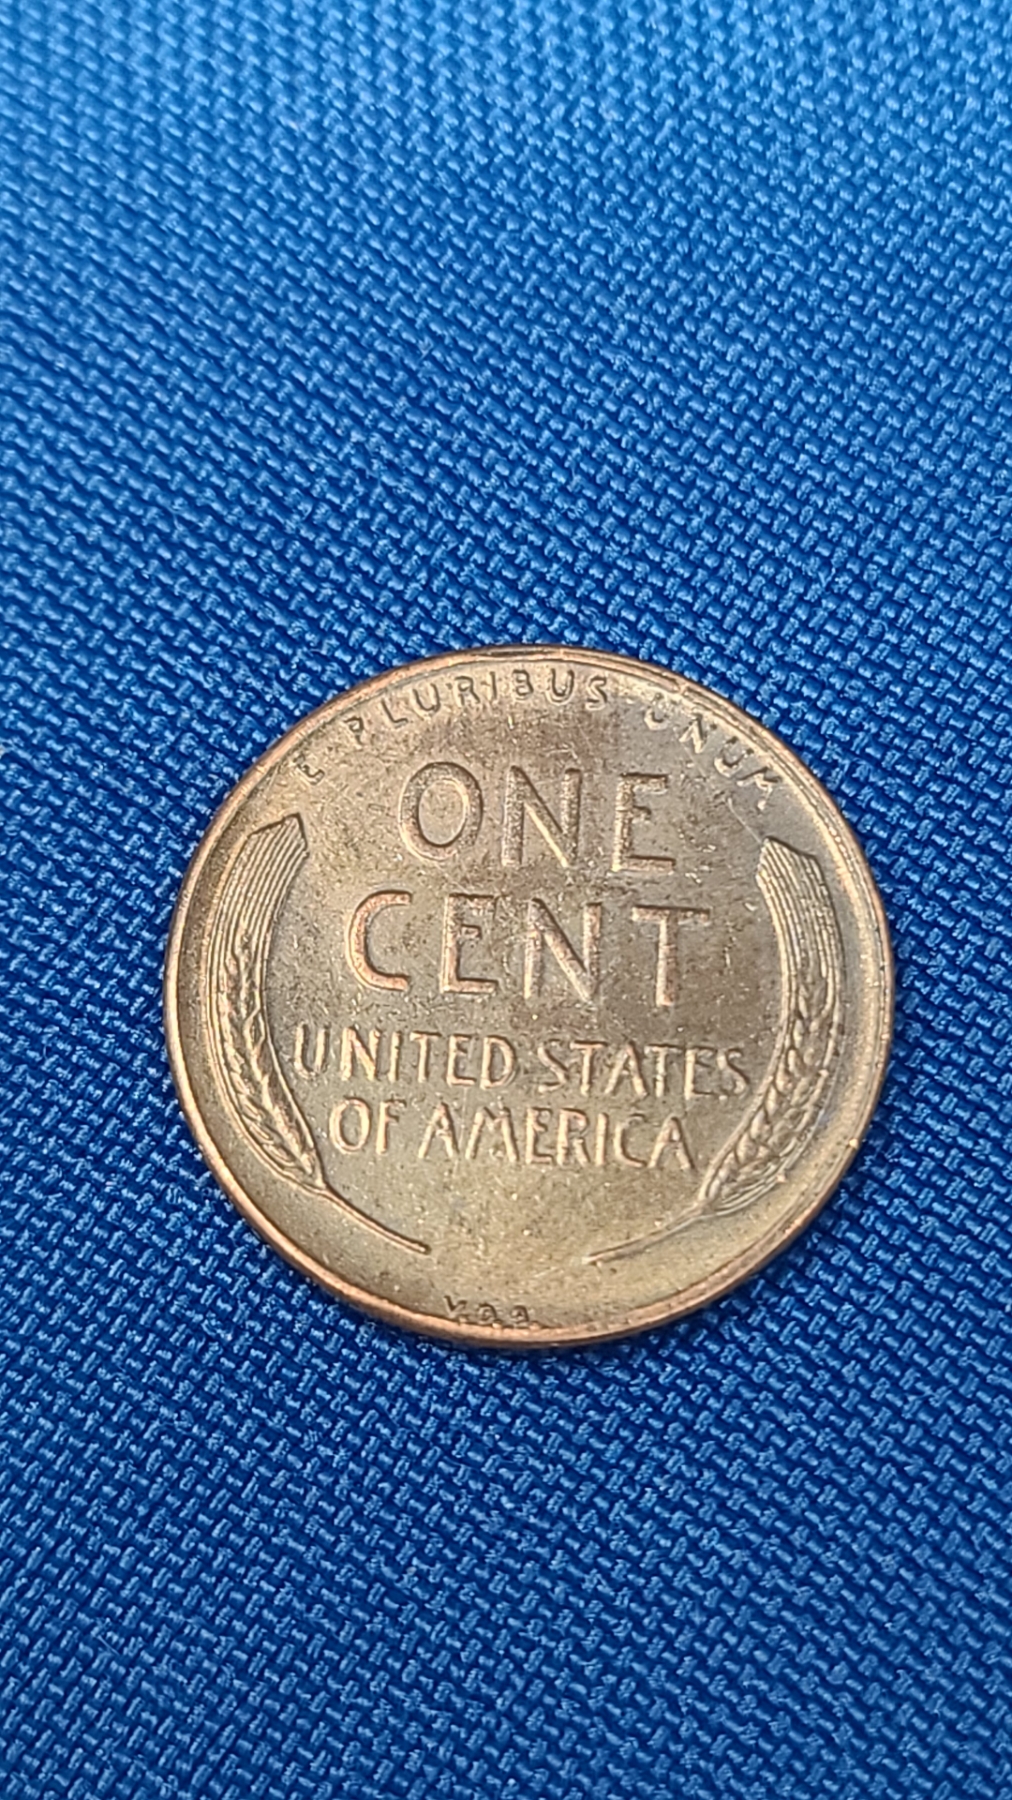 E PLURIBUS UNUM
ONE
CENT
UNITED STATES
OF AMERICA
V.D.B.